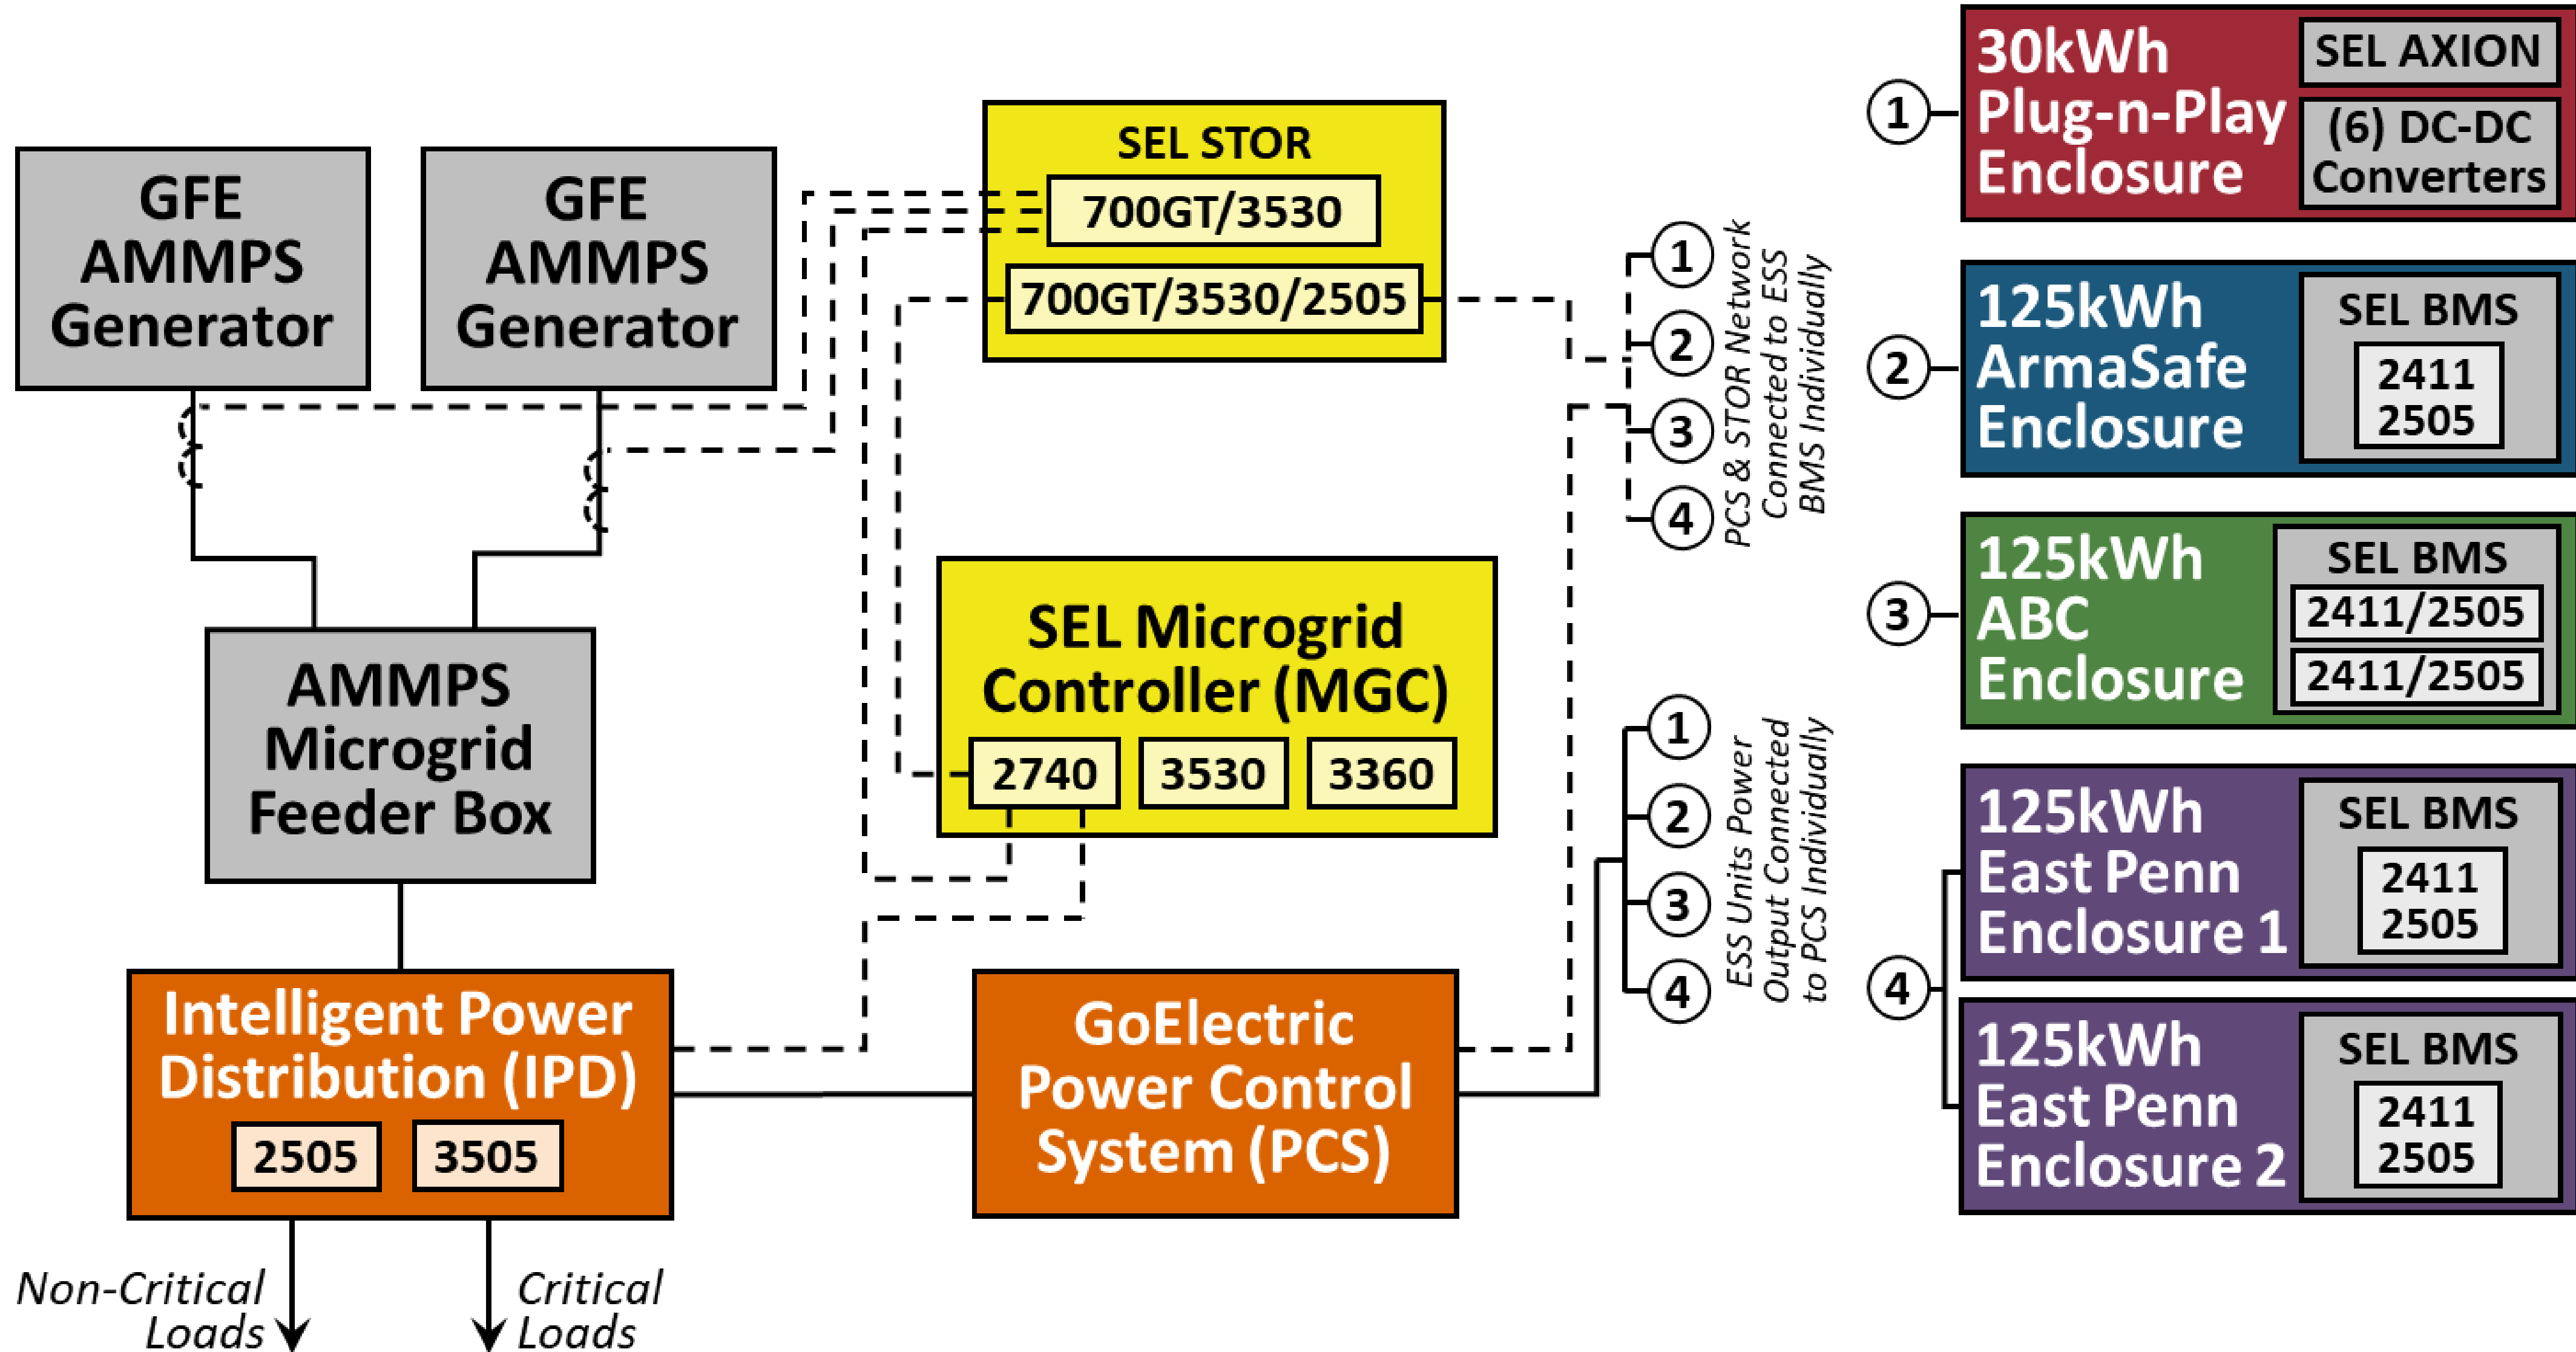 GFE
AMMPS
Generator
GFE
AMMPS
Generator
AMMPS
Microgrid
Feeder Box
Intelligent Power
Distribution (IPD)
2505
3505
Non-Critical
Loads
Critical
Loads
SEL STOR
700GT/3530
700GT/3530/2505
SEL Microgrid
Controller (MGC)
2740
3530
3360
GoElectric
Power Control
System (PCS)
1
2
3
4
PCS & STOR Network
Connected to ESS
BMS Individually
1
2
3
4
ESS Units Power
Output Connected
to PCS Individually
1
30kWh
Plug-n-Play
Enclosure
SEL AXION
(6) DC-DC
Converters
2
125kWh
ArmaSafe
Enclosure
SEL BMS
2411
2505
3
125kWh
ABC
Enclosure
SEL BMS
2411/2505
2411/2505
4
125kWh
East Penn
Enclosure 1
SEL BMS
2411
2505
125kWh
East Penn
Enclosure 2
SEL BMS
2411
2505